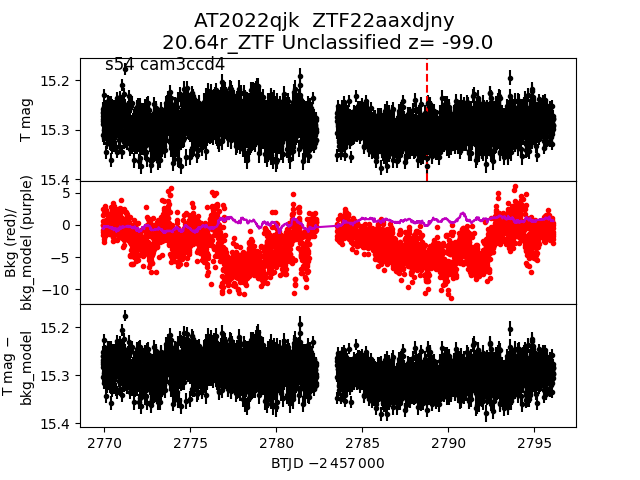 AT2022qjk  ZTF22aaxdjny
20.64r_ZTF Unclassified z= -99.0
s54 cam3ccd4
T mag
15.2
15.3
15.4
Bkg (red)/
bkg_model (purple)
5
0
−5
−10
T mag −
bkg_model
15.2
15.3
15.4
2770
2775
2780
2785
2790
2795
BTJD −2 457 000